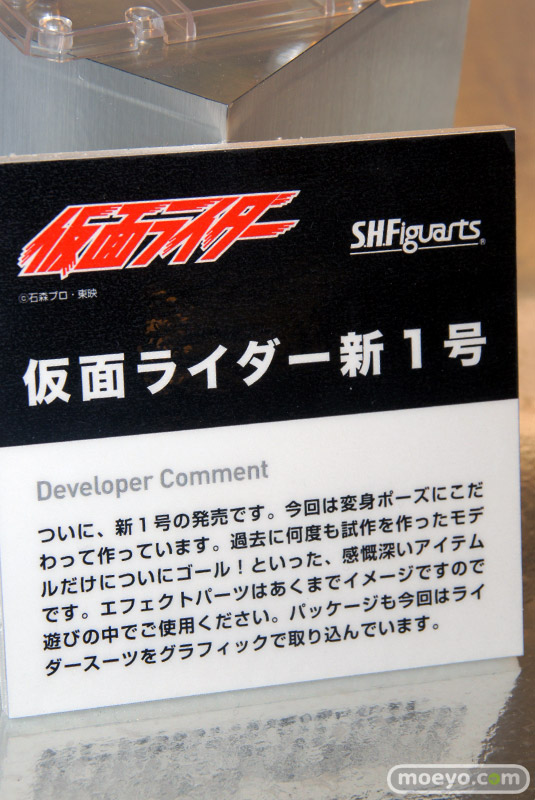 仮面ライダー
S.H.Figuarts®
©石森プロ・東映
仮面ライダー新1号
Developer Comment
ついに、新1号の発売です。今回は変身ポーズにこだ
わって作っています。過去に何度も試作を作ったモデ
ルだけについにゴール！といった、感慨深いアイテム
です。エフェクトパーツはあくまでイメージですので
遊びの中でご使用ください。パッケージも今回はライ
ダースーツをグラフィックで取り込んでいます。
moeyo.com